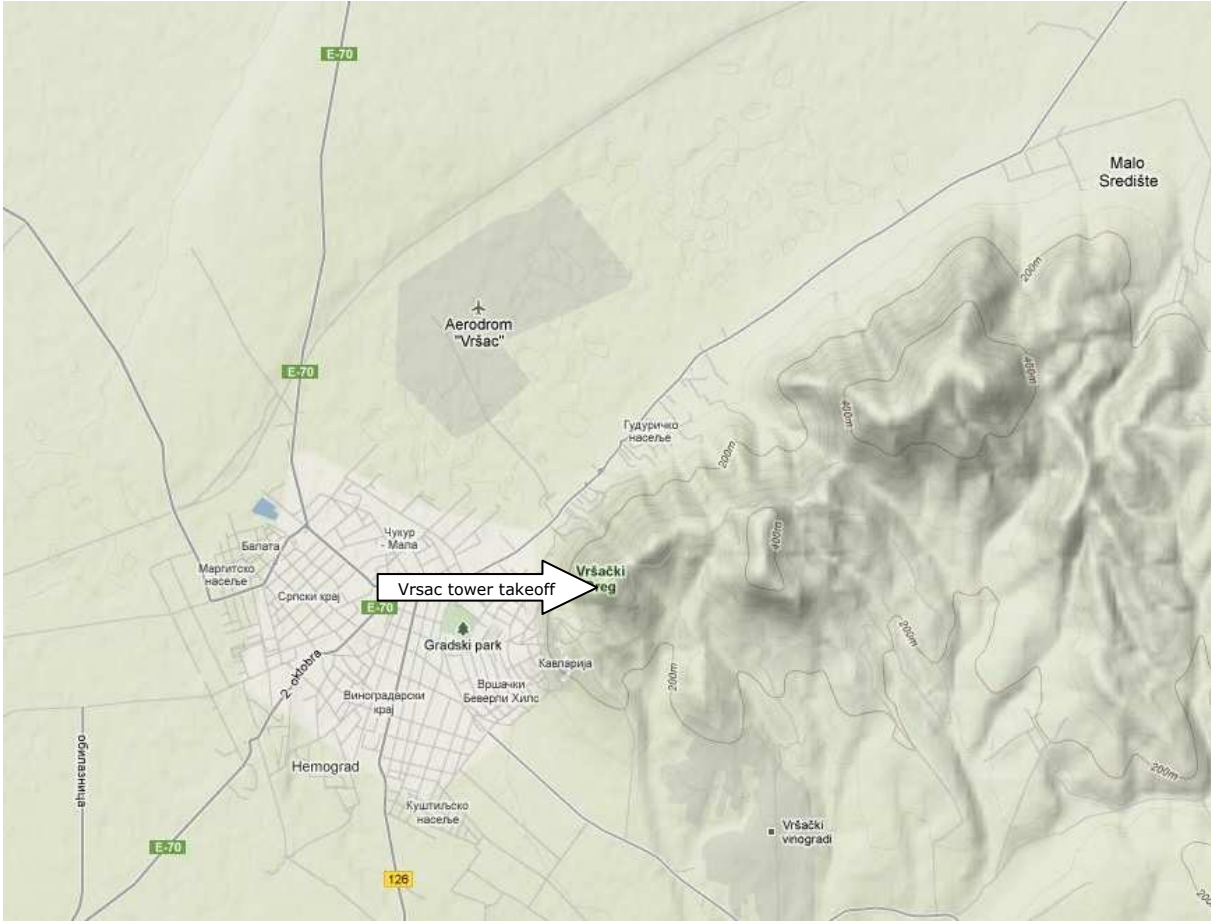 E-70
Malo
Središte
200m
Aerodrom
"Vršac"
E-70
400m
400m
Гудуричко
насеље
200m
400m
Чукур
- Мала
Балата
Маргитско
насеље
Vršački
Breg
Vrsac tower takeoff
Српски крај
E-70
200m
Gradski park
2. oktobra
Кавларија
200m
Вршачки
Беверли Хилс
Виноградарски
крај
обилазница
Hemograd
200m
Куштиљско
насеље
Vršački
vinogradi
E-70
126